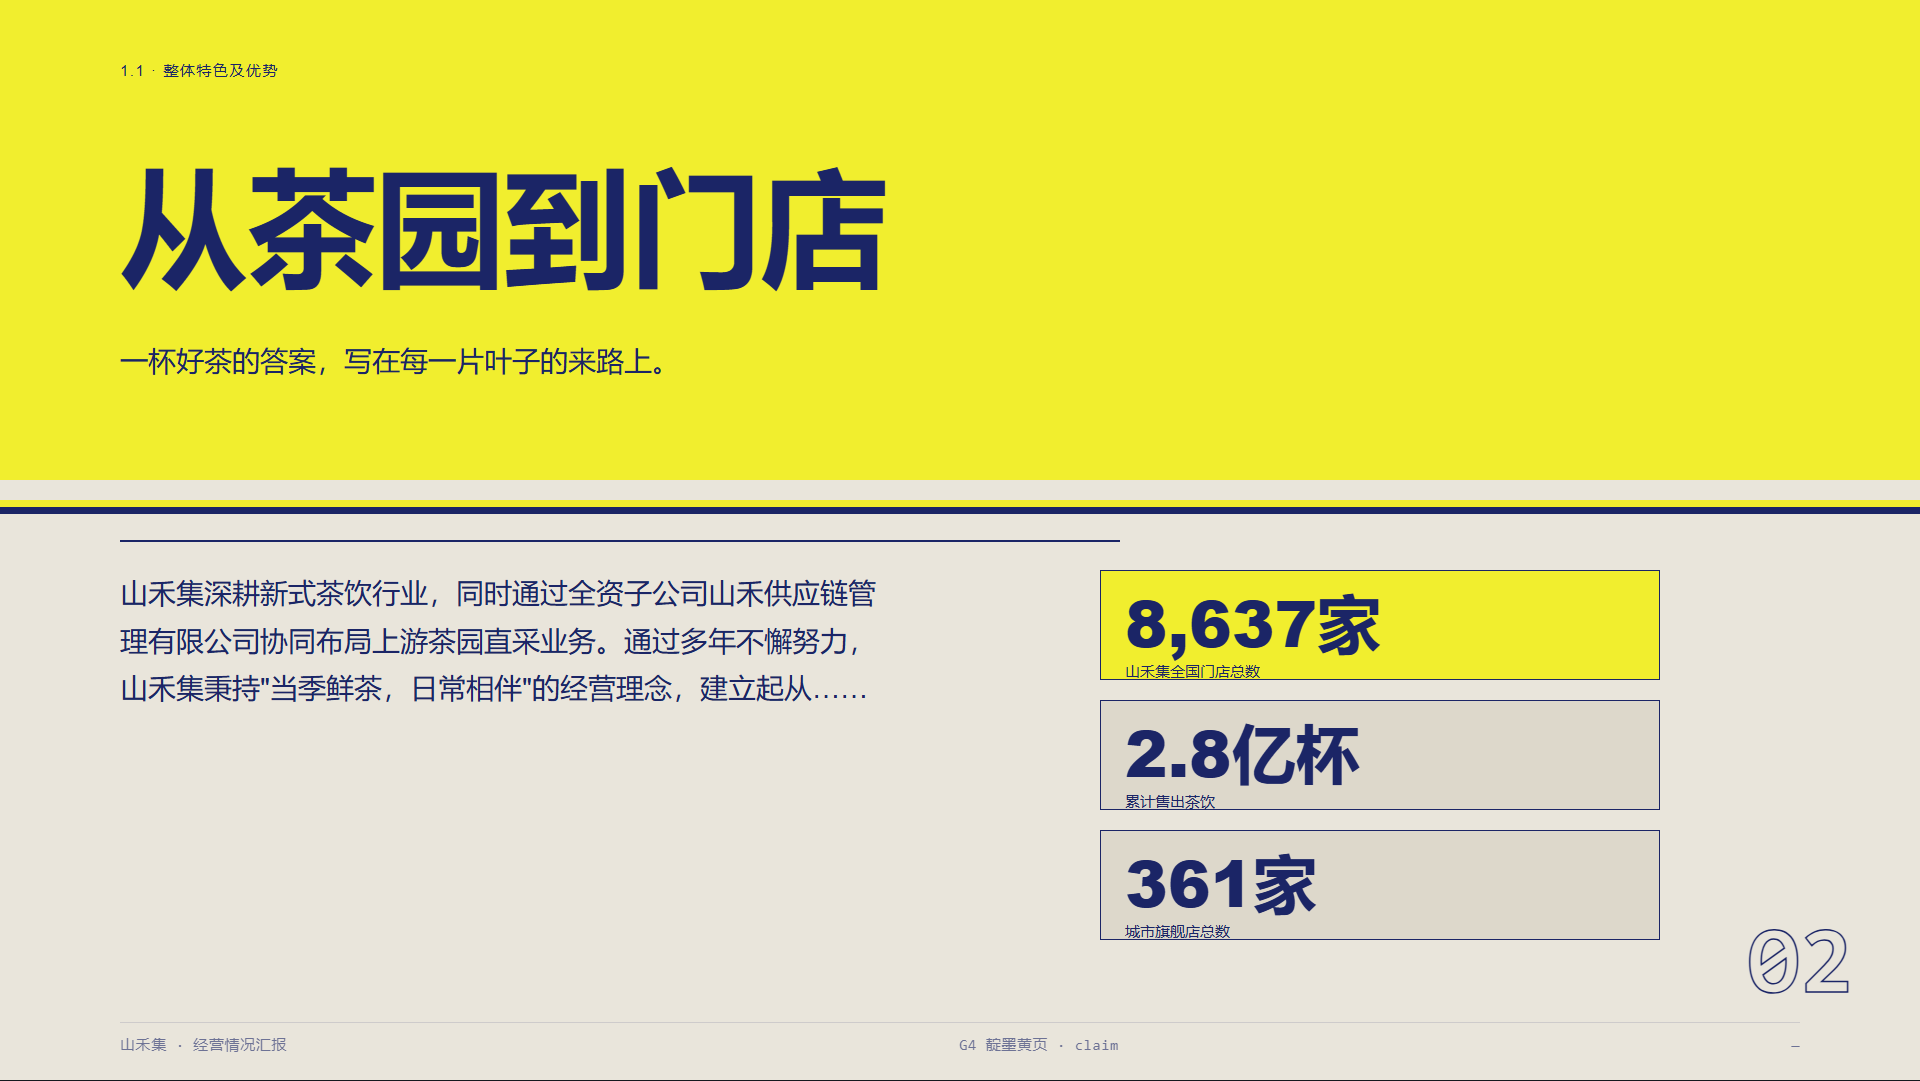 1.1 · 整体特色及优势
从茶园到门店
一杯好茶的答案，写在每一片叶子的来路上。
山禾集深耕新式茶饮行业，同时通过全资子公司山禾供应链管
理有限公司协同布局上游茶园直采业务。通过多年不懈努力，
山禾集秉持"当季鲜茶，日常相伴"的经营理念，建立起从……
8,637家
山禾集全国门店总数
2.8亿杯
累计售出茶饮
361家
城市旗舰店总数
02
山禾集 · 经营情况汇报
G4 靛墨黄页 · claim
—